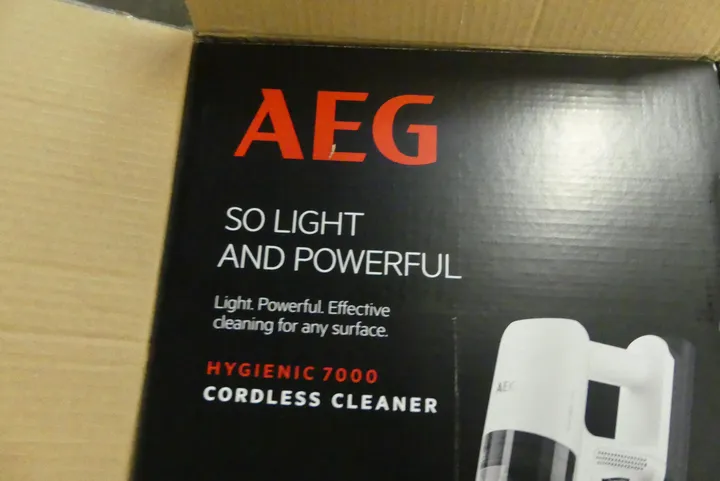 AEG
SO LIGHT
AND POWERFUL
Light. Powerful. Effective
cleaning for any surface.
HYGIENIC 7000
CORDLESS CLEANER
AEG